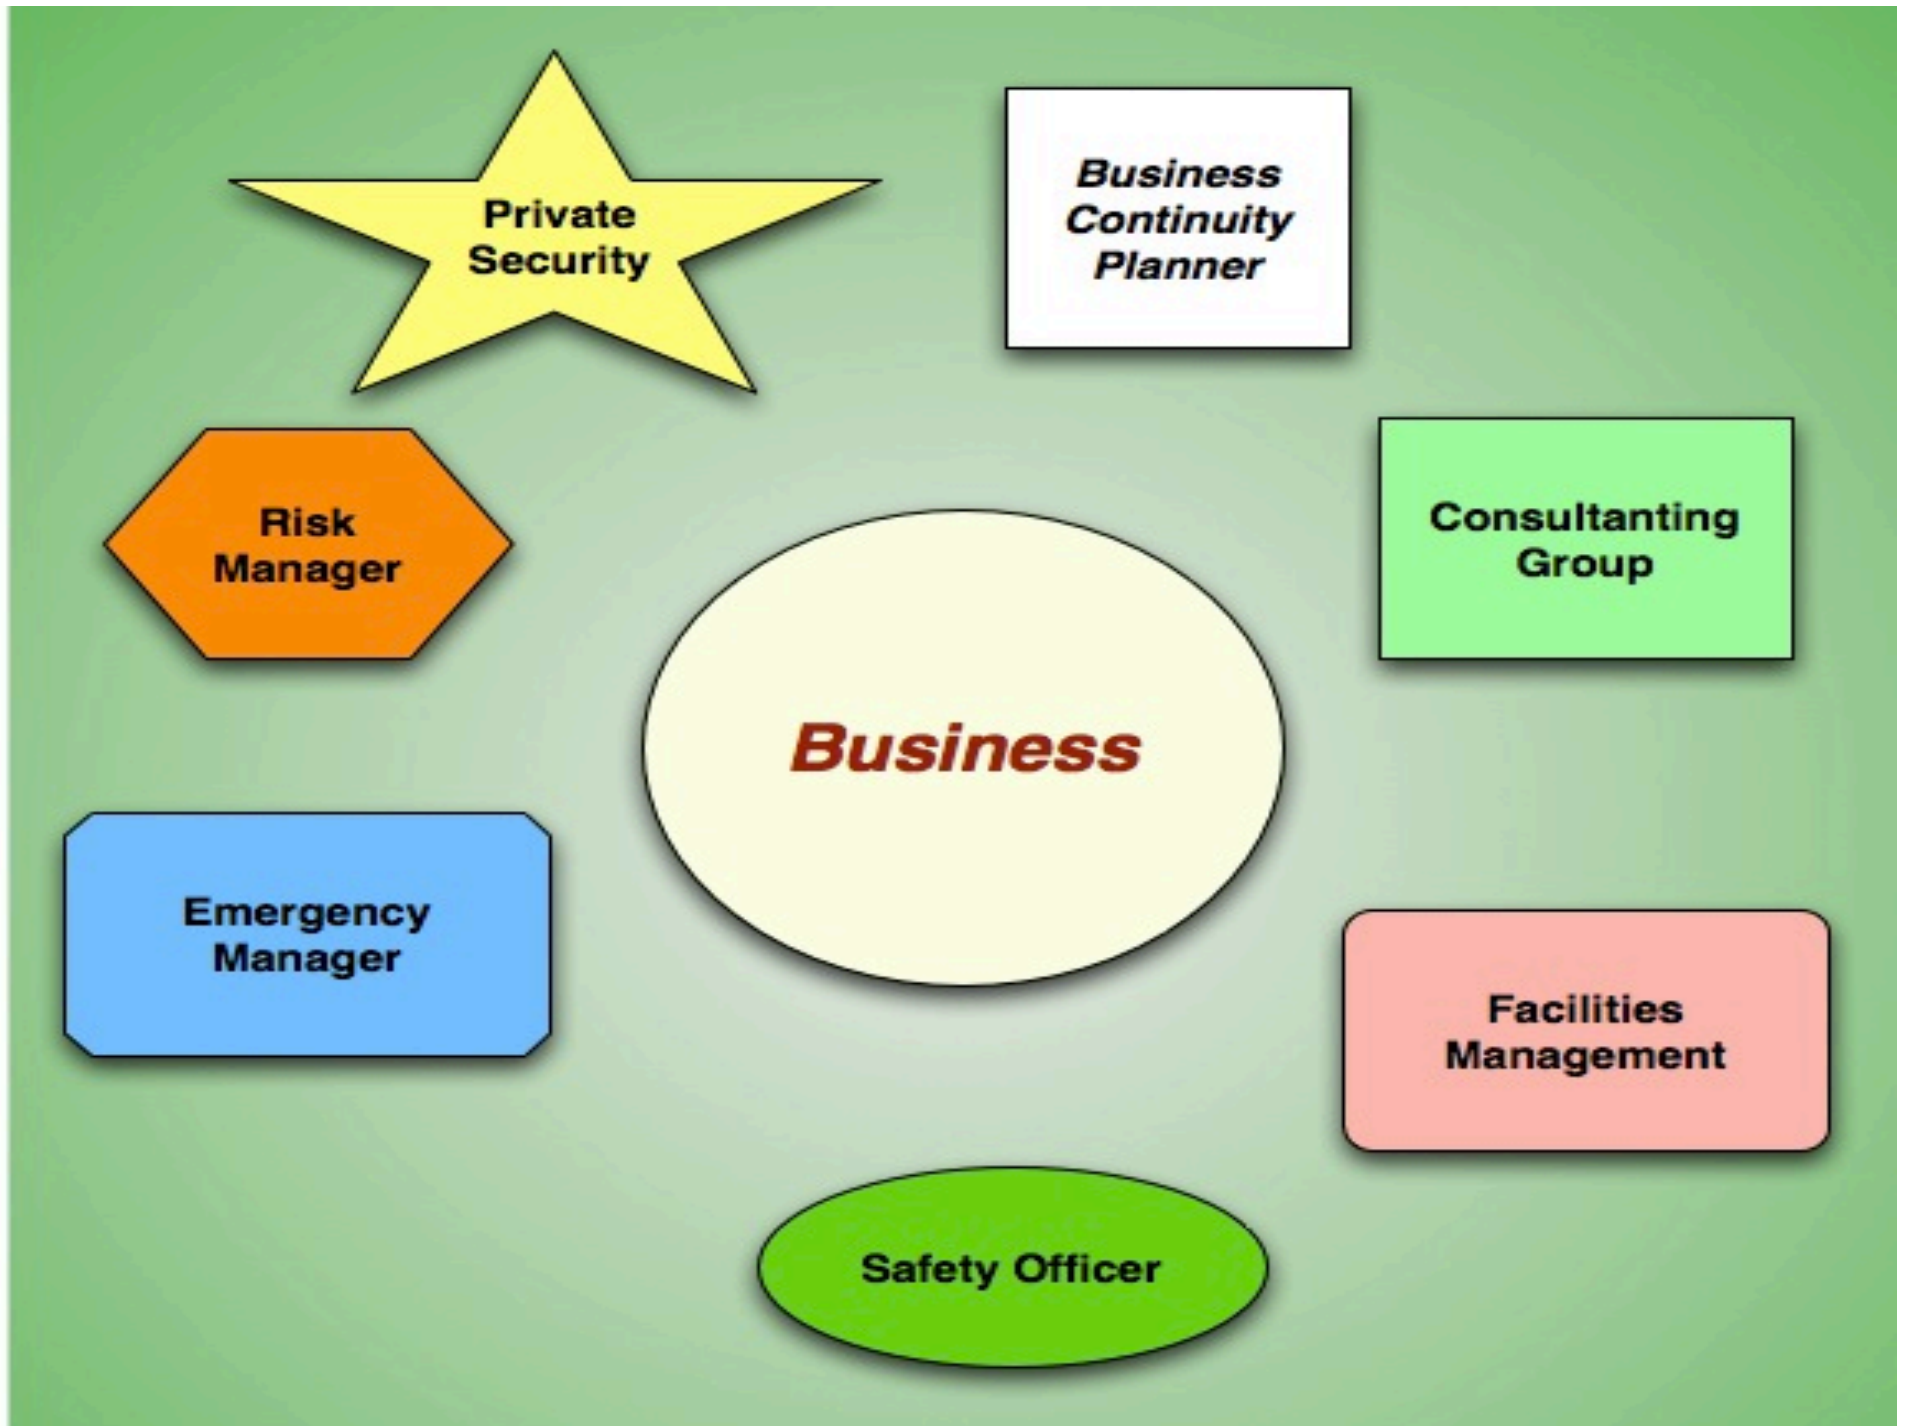 Private
Security
Business
Continuity
Planner
Risk
Manager
Consultanting
Group
Business
Emergency
Manager
Facilities
Management
Safety Officer